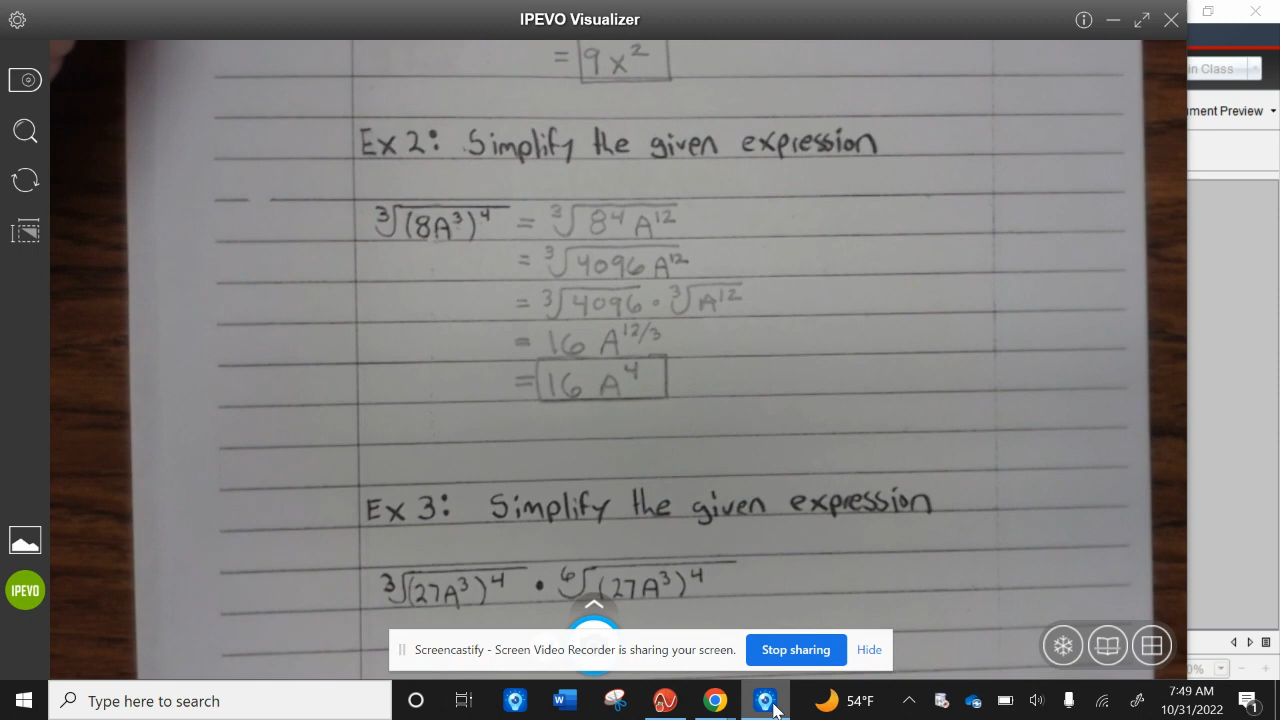 IPEVO Visualizer
in Class
ument Preview
= 9x²
Ex 2: Simplify the given expression
∛(8A³)⁴ = ∛8⁴A¹²
= ∛4096A¹²
= ∛4096 · ∛A¹²
= 16 A^12/3
= 16 A⁴
Ex 3: Simplify the given expression
∛(27A³)⁴ · ⁶√(27A³)⁴
IPEVO
Screencastify - Screen Video Recorder is sharing your screen.
Stop sharing
Hide
0%
Type here to search
54°F
7:49 AM
10/31/2022
1